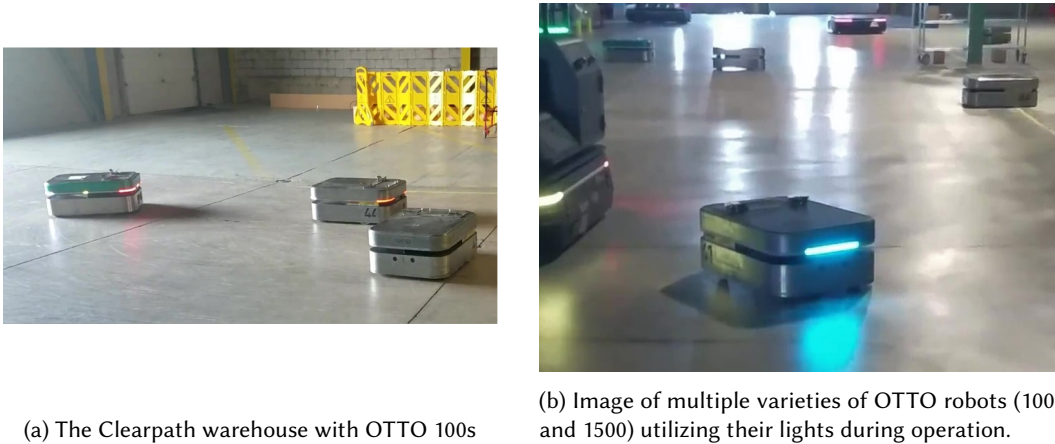 44
(a) The Clearpath warehouse with OTTO 100s
(b) Image of multiple varieties of OTTO robots (100
and 1500) utilizing their lights during operation.